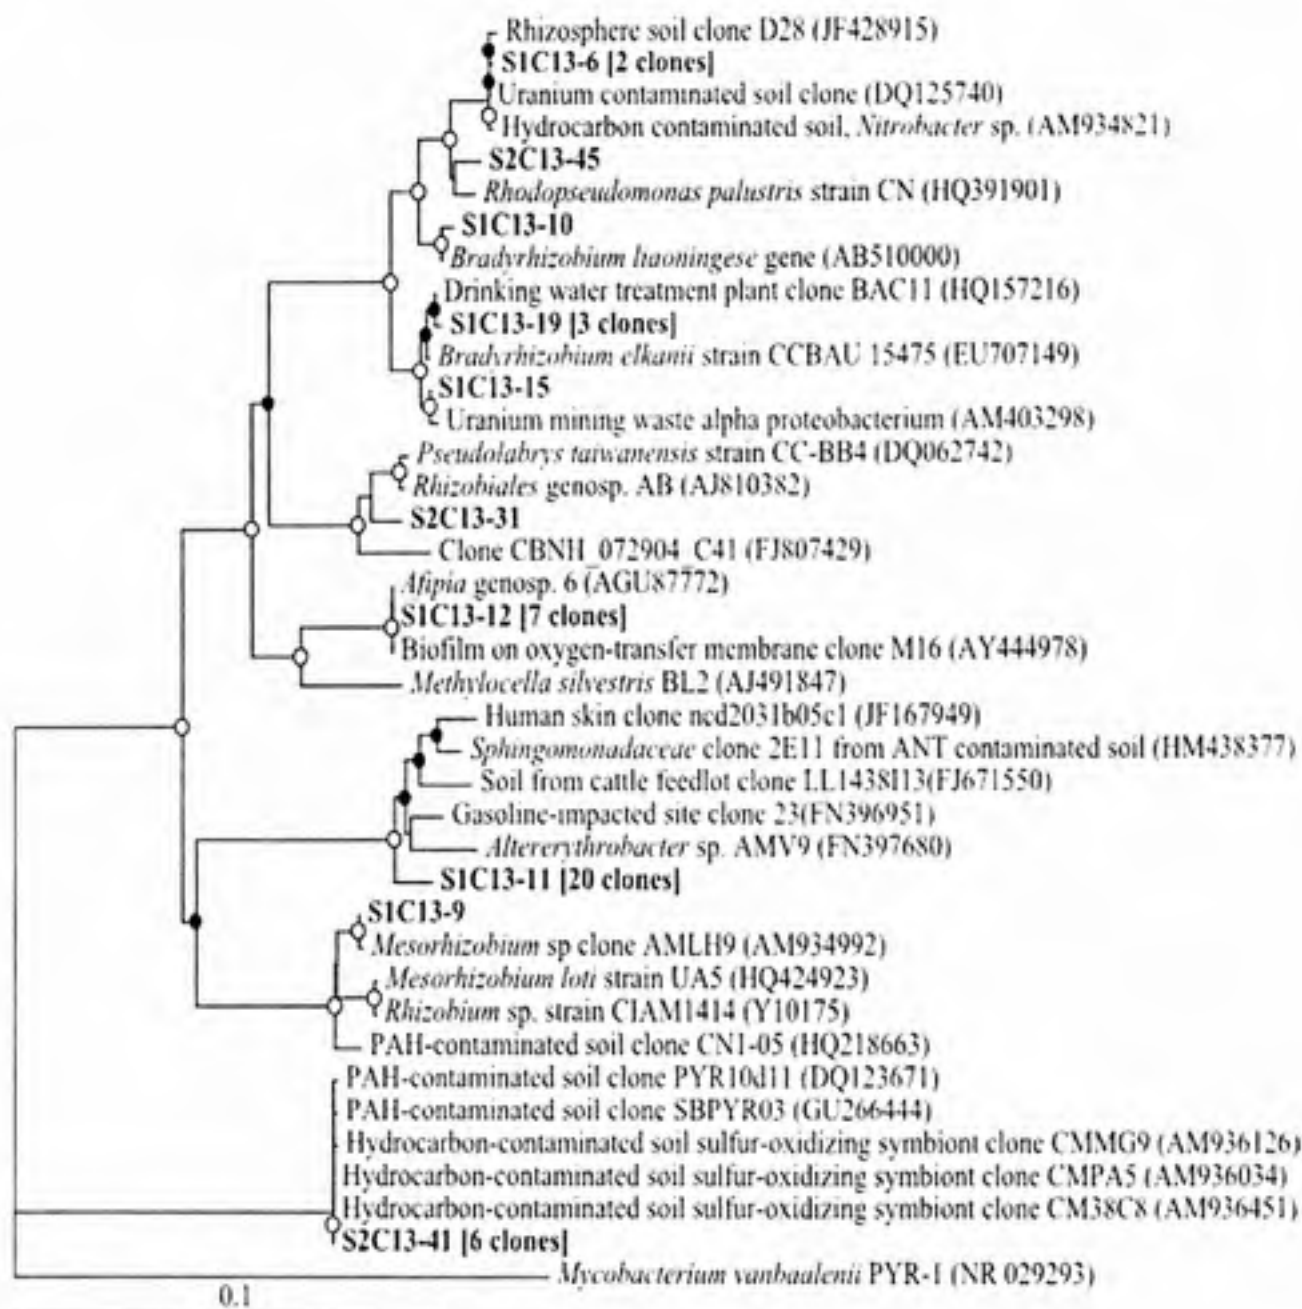 Rhizosphere soil clone D28 (JF428915)
S1C13-6 [2 clones]
Uranium contaminated soil clone (DQ125740)
Hydrocarbon contaminated soil, Nitrobacter sp. (AM934821)
S2C13-45
Rhodopseudomonas palustris strain CN (HQ391901)
S1C13-10
Bradyrhizobium liaoningese gene (AB510000)
Drinking water treatment plant clone BAC11 (HQ157216)
S1C13-19 [3 clones]
Bradyrhizobium elkanii strain CCBAU 15475 (EU707149)
S1C13-15
Uranium mining waste alpha proteobacterium (AM403298)
Pseudolabrys taiwanensis strain CC-BB4 (DQ062742)
Rhizobiales genosp. AB (AJ810382)
S2C13-31
Clone CBNH_072904_C41 (FJ807429)
Afipia genosp. 6 (AGU87772)
S1C13-12 [7 clones]
Biofilm on oxygen-transfer membrane clone M16 (AY444978)
Methylocella silvestris BL2 (AJ491847)
Human skin clone ncd2031b05c1 (JF167949)
Sphingomonadaceae clone 2E11 from ANT contaminated soil (HM438377)
Soil from cattle feedlot clone LL1438I13(FJ671550)
Gasoline-impacted site clone 23(FN396951)
Altererythrobacter sp. AMV9 (FN397680)
S1C13-11 [20 clones]
S1C13-9
Mesorhizobium sp clone AMLH9 (AM934992)
Mesorhizobium loti strain UA5 (HQ424923)
Rhizobium sp. strain CIAM1414 (Y10175)
PAH-contaminated soil clone CN1-05 (HQ218663)
PAH-contaminated soil clone PYR10d11 (DQ123671)
PAH-contaminated soil clone SBPYR03 (GU266444)
Hydrocarbon-contaminated soil sulfur-oxidizing symbiont clone CMMG9 (AM936126)
Hydrocarbon-contaminated soil sulfur-oxidizing symbiont clone CMPA5 (AM936034)
Hydrocarbon-contaminated soil sulfur-oxidizing symbiont clone CM38C8 (AM936451)
S2C13-41 [6 clones]
Mycobacterium vanbaalenii PYR-1 (NR 029293)
0.1